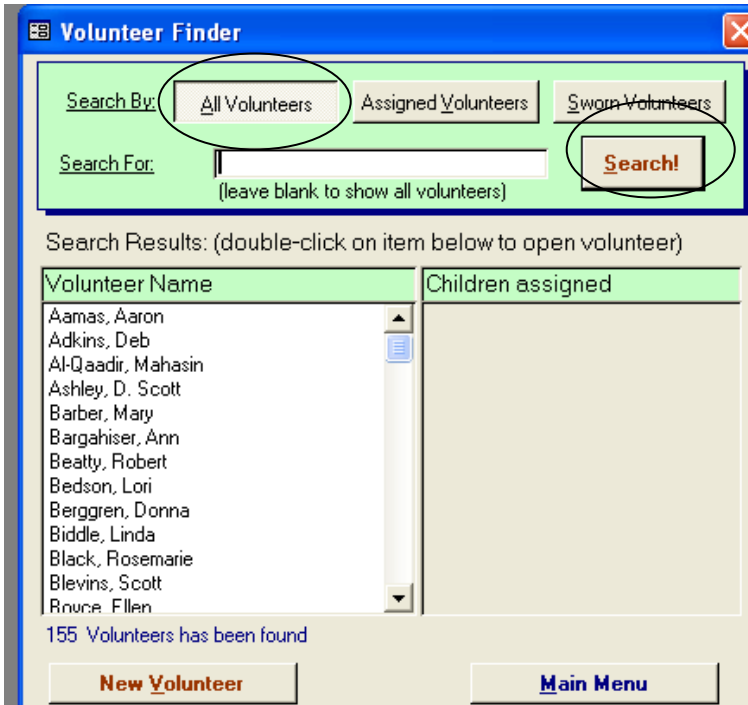 Volunteer Finder
Search By: All Volunteers Assigned Volunteers Sworn Volunteers
Search For: Search!
(leave blank to show all volunteers)
Search Results: (double-click on item below to open volunteer)
Volunteer Name Children assigned
Aamas, Aaron
Adkins, Deb
Al-Qaadir, Mahasin
Ashley, D. Scott
Barber, Mary
Bargahiser, Ann
Beatty, Robert
Bedson, Lori
Berggren, Donna
Biddle, Linda
Black, Rosemarie
Blevins, Scott
Boyce, Ellen
155 Volunteers has been found
New Volunteer Main Menu